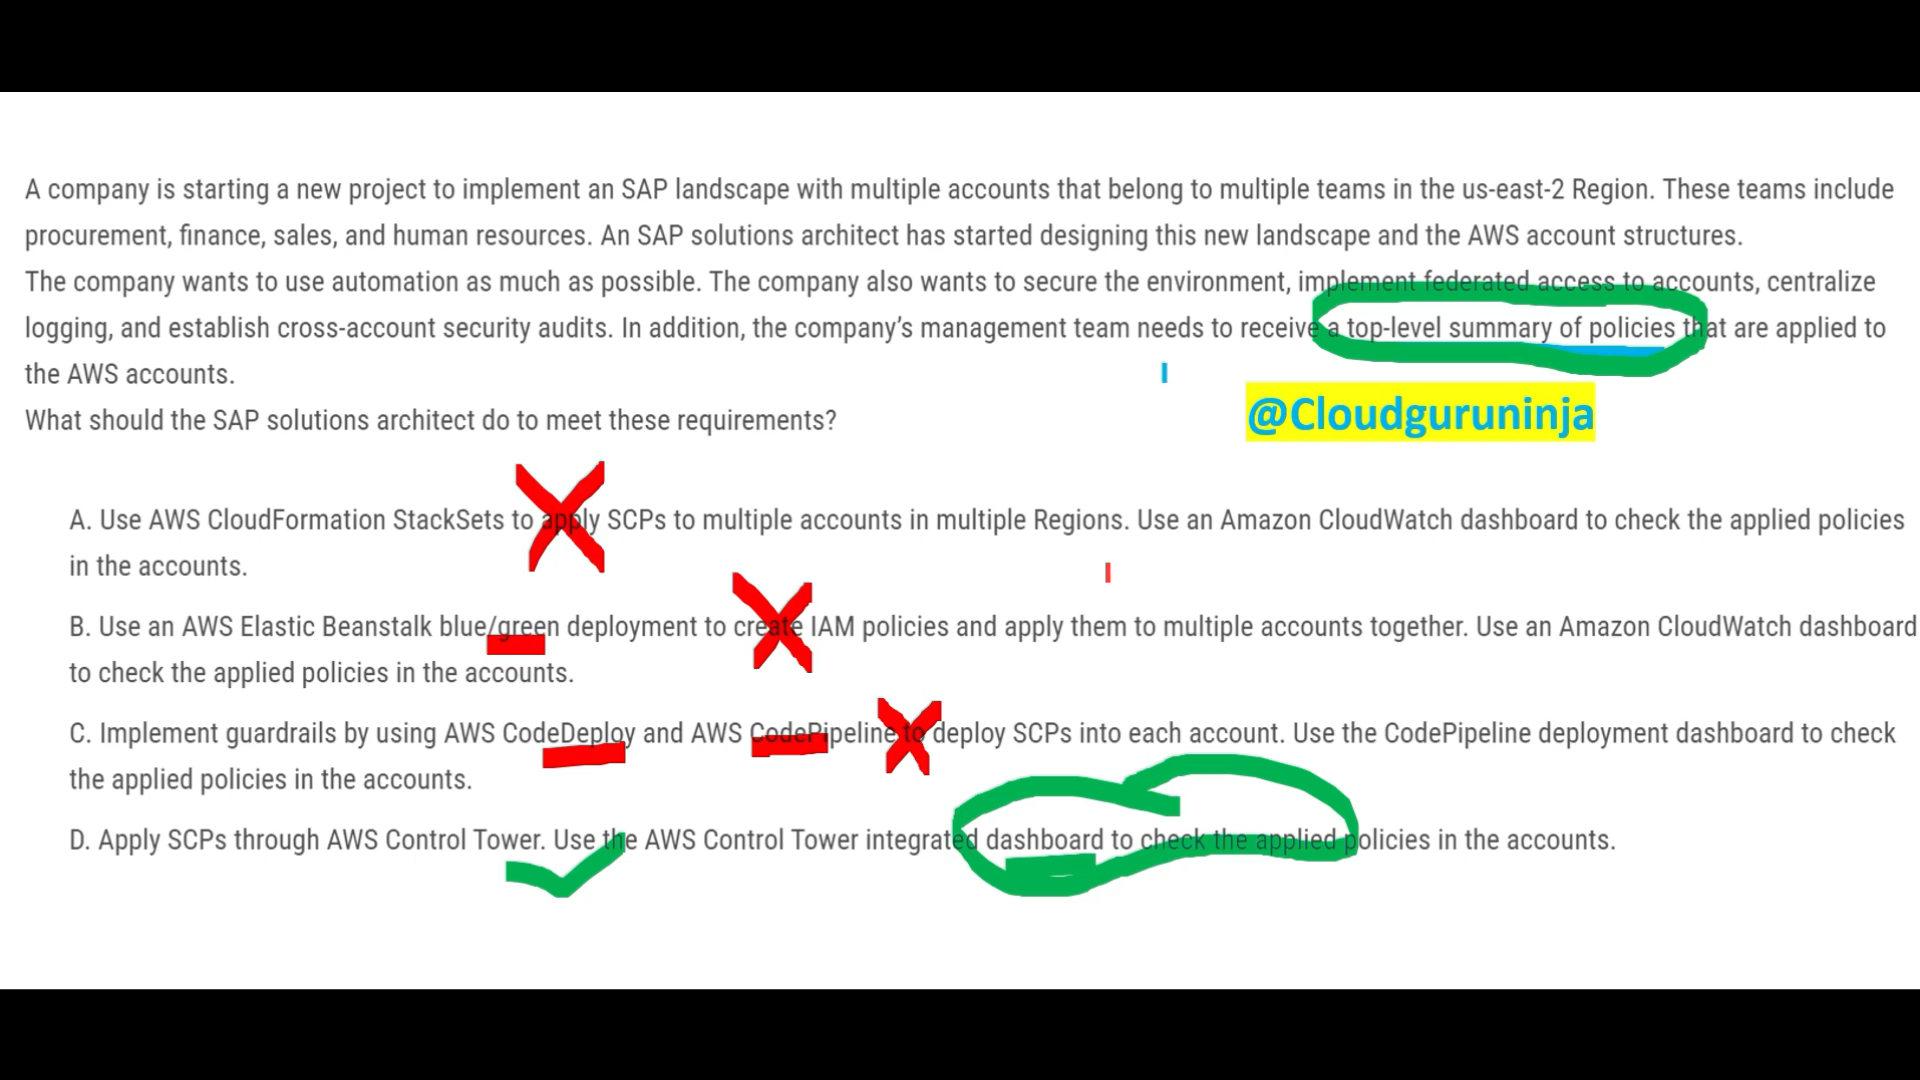 A company is starting a new project to implement an SAP landscape with multiple accounts that belong to multiple teams in the us-east-2 Region. These teams include
procurement, finance, sales, and human resources. An SAP solutions architect has started designing this new landscape and the AWS account structures.
The company wants to use automation as much as possible. The company also wants to secure the environment, implement federated access to accounts, centralize
logging, and establish cross-account security audits. In addition, the company's management team needs to receive a top-level summary of policies that are applied to
the AWS accounts.
@Cloudguruninja
What should the SAP solutions architect do to meet these requirements?
A. Use AWS CloudFormation StackSets to apply SCPs to multiple accounts in multiple Regions. Use an Amazon CloudWatch dashboard to check the applied policies
in the accounts.
B. Use an AWS Elastic Beanstalk blue/green deployment to create IAM policies and apply them to multiple accounts together. Use an Amazon CloudWatch dashboard
to check the applied policies in the accounts.
C. Implement guardrails by using AWS CodeDeploy and AWS CodePipeline to deploy SCPs into each account. Use the CodePipeline deployment dashboard to check
the applied policies in the accounts.
D. Apply SCPs through AWS Control Tower. Use the AWS Control Tower integrated dashboard to check the applied policies in the accounts.